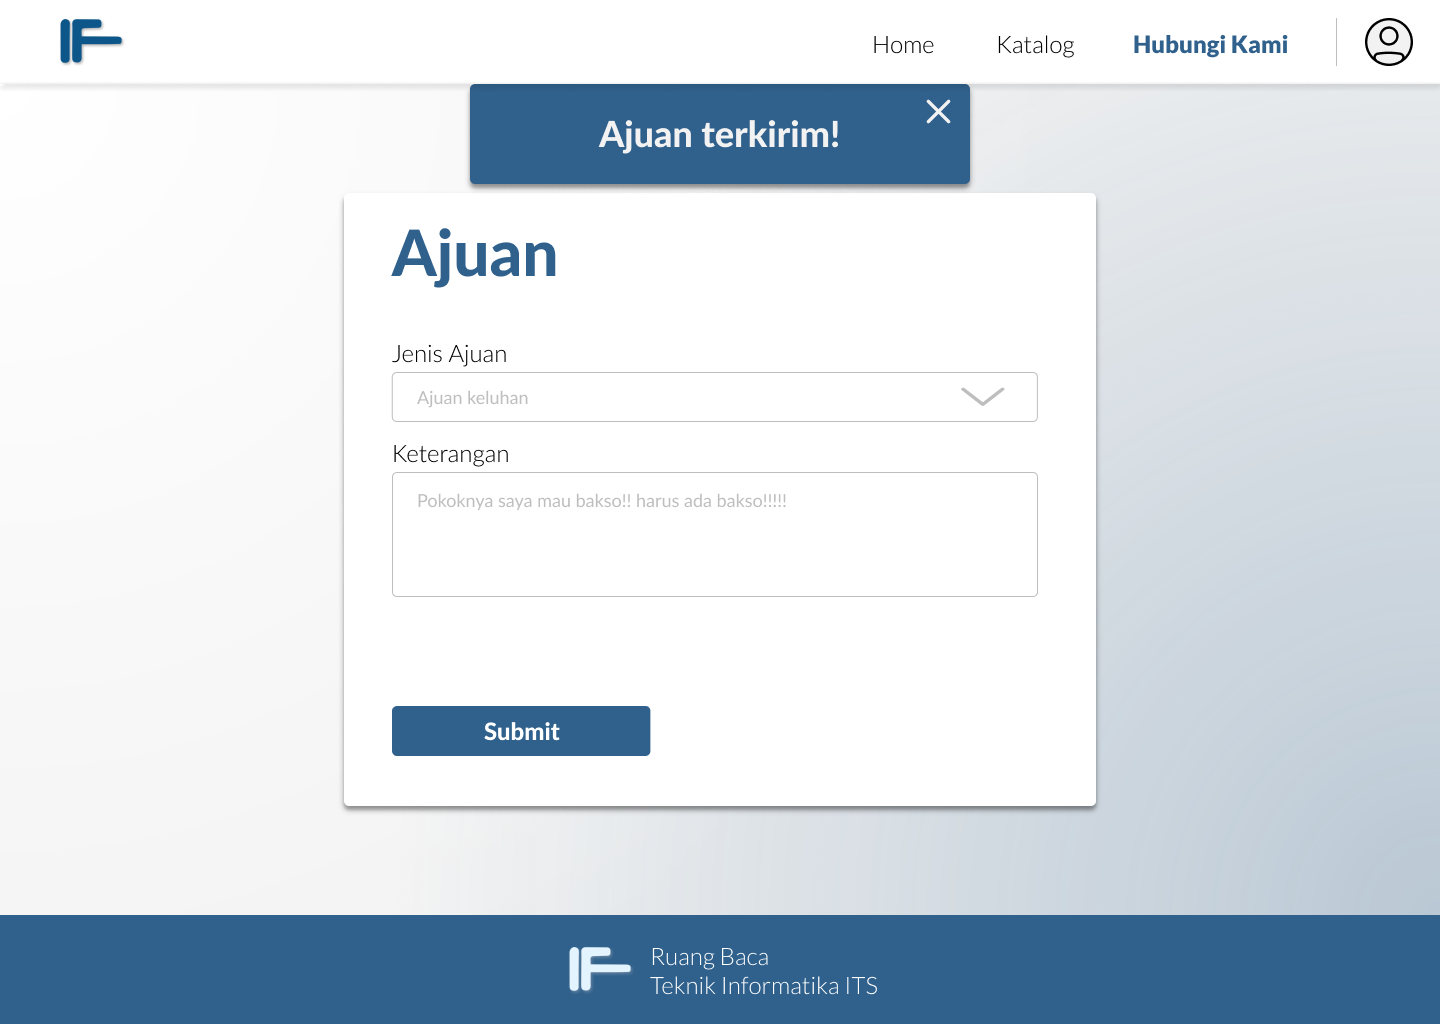 Home
Katalog
Hubungi Kami
Ajuan terkirim!
Ajuan
Jenis Ajuan
Ajuan keluhan
Keterangan
Pokoknya saya mau bakso!! harus ada bakso!!!!!
Submit
Ruang Baca
Teknik Informatika ITS